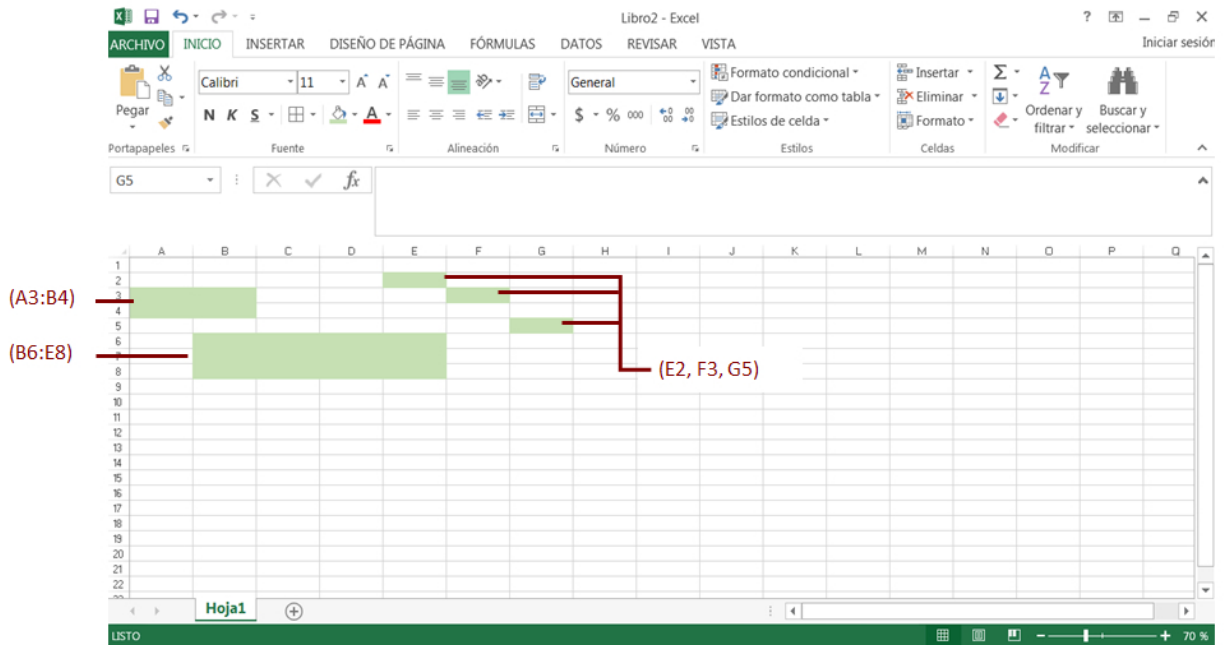 Libro2 - Excel
ARCHIVO INICIO INSERTAR DISEÑO DE PÁGINA FÓRMULAS DATOS REVISAR VISTA Iniciar sesión
Calibri 11 General Formato condicional Insertar
Pegar Dar formato como tabla Eliminar Ordenar y Buscar y
N K S $ % 000 Estilos de celda Formato filtrar seleccionar
Portapapeles Fuente Alineación Número Estilos Celdas Modificar
G5 fx
A B C D E F G H I J K L M N O P Q
1
2
(A3:B4) 3
4
5
6
(B6:E8) 7
8 (E2, F3, G5)
9
10
11
12
13
14
15
16
17
18
19
20
21
22
Hoja1
LISTO 70 %